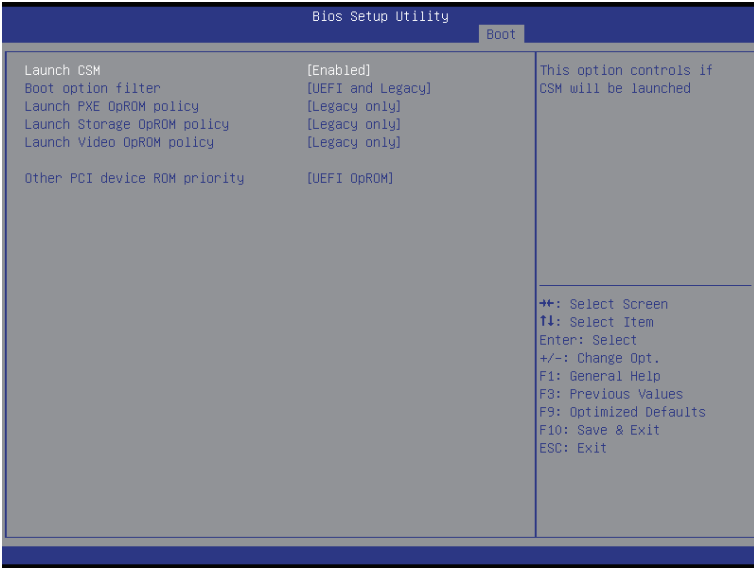 Bios Setup Utility
Boot
Launch CSM [Enabled]
Boot option filter [UEFI and Legacy]
Launch PXE OpROM policy [Legacy only]
Launch Storage OpROM policy [Legacy only]
Launch Video OpROM policy [Legacy only]
Other PCI device ROM priority [UEFI OpROM]
This option controls if
CSM will be launched
→←: Select Screen
↑↓: Select Item
Enter: Select
+/-: Change Opt.
F1: General Help
F3: Previous Values
F9: Optimized Defaults
F10: Save & Exit
ESC: Exit